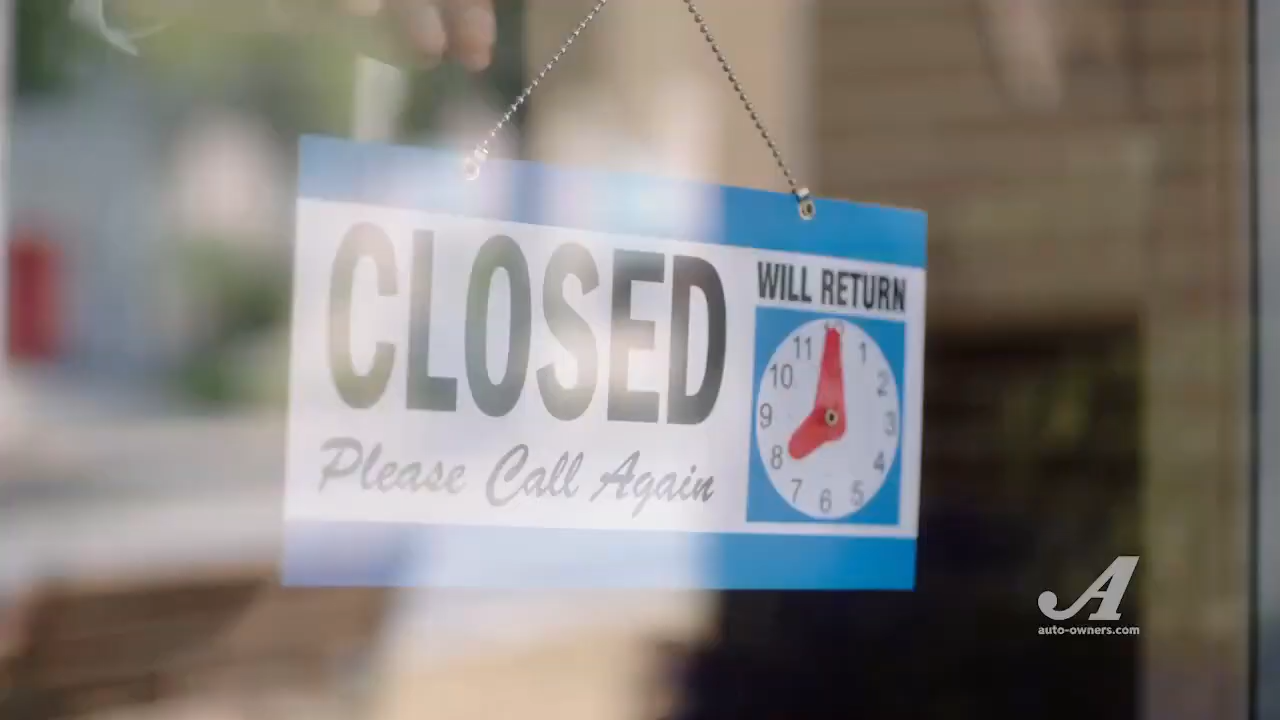 CLOSED
Please Call Again
WILL RETURN
11 1
10 2
9 3
8 4
7 6 5
A
auto-owners.com